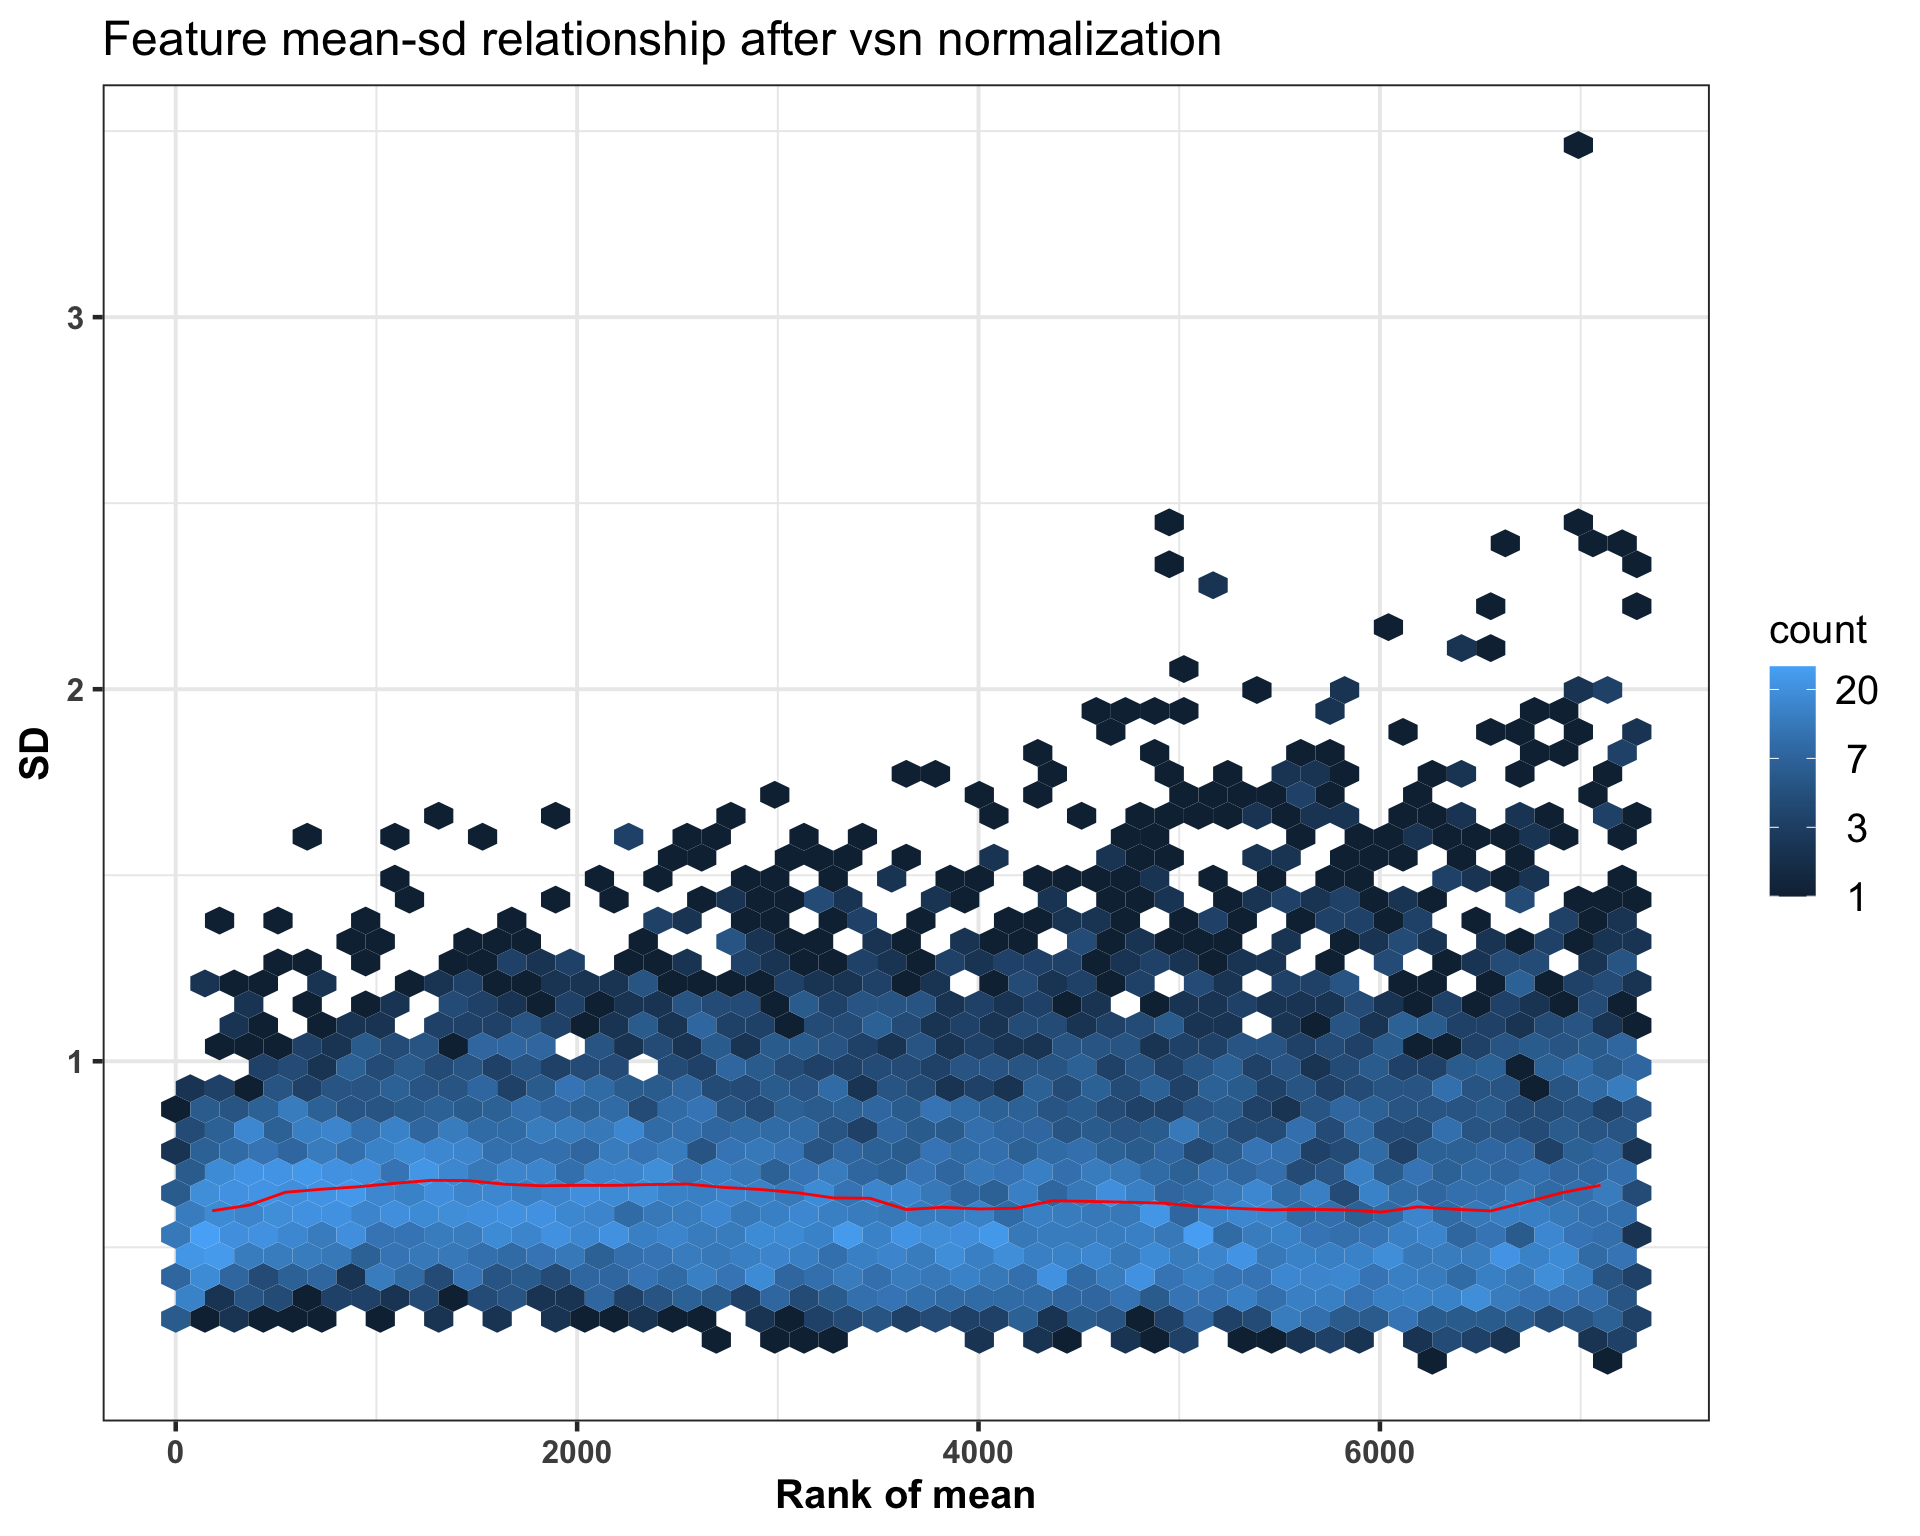 Feature mean-sd relationship after vsn normalization
3
2
1
SD
0 2000 4000 6000
Rank of mean
count
20
7
3
1